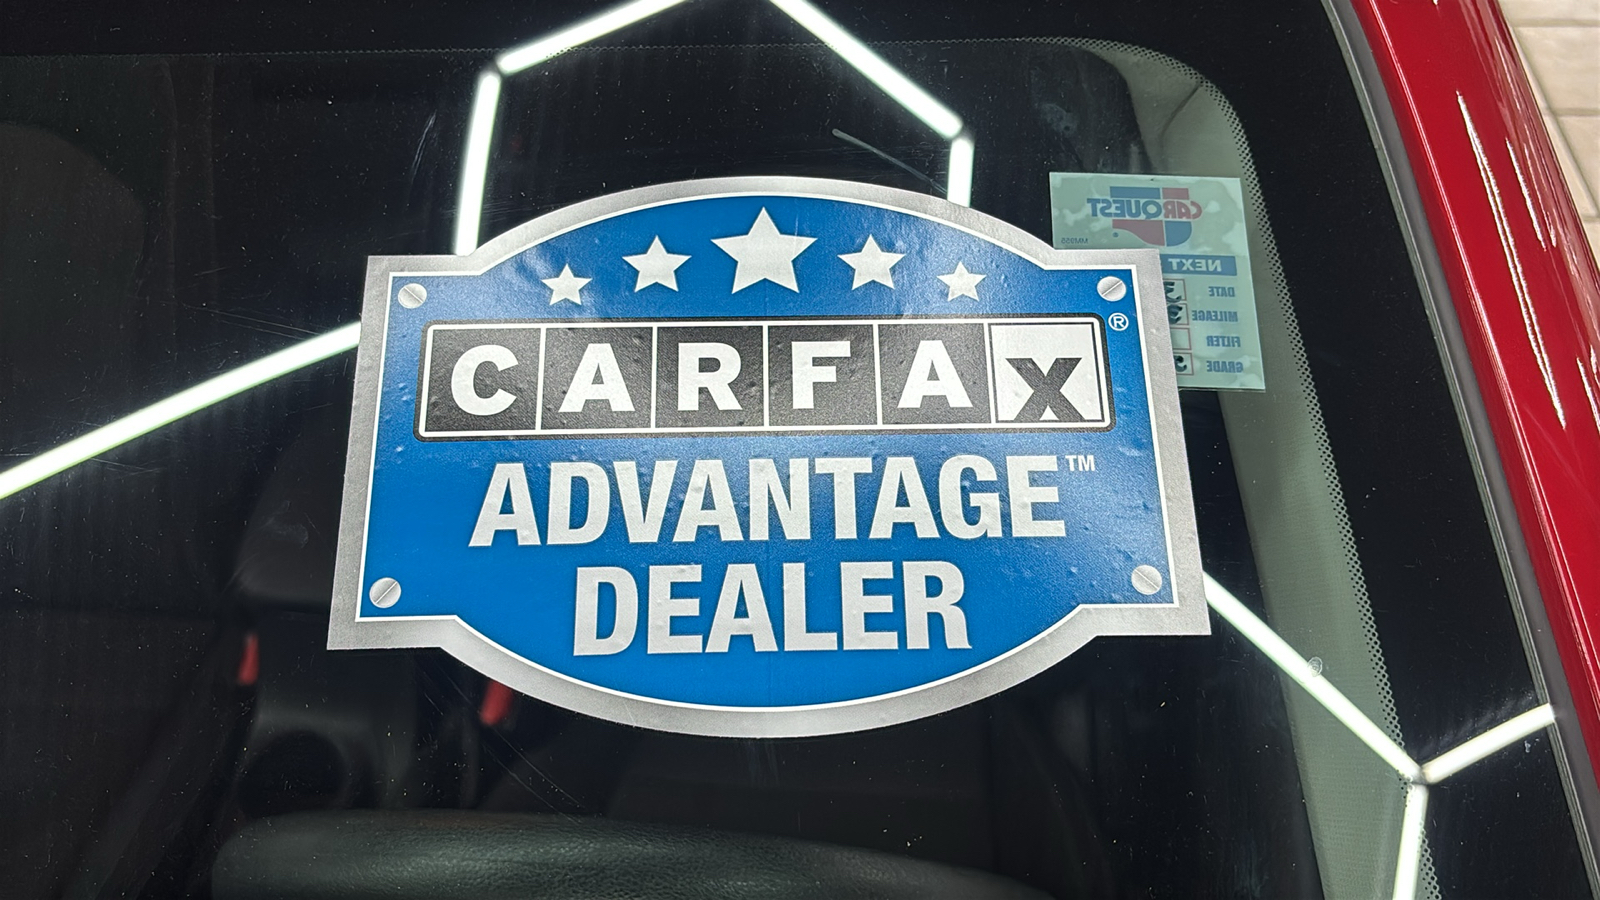 CARFAX®
ADVANTAGE™
DEALER
CARQUEST
NEXT
DATE
MILEAGE
FILTER
GRADE